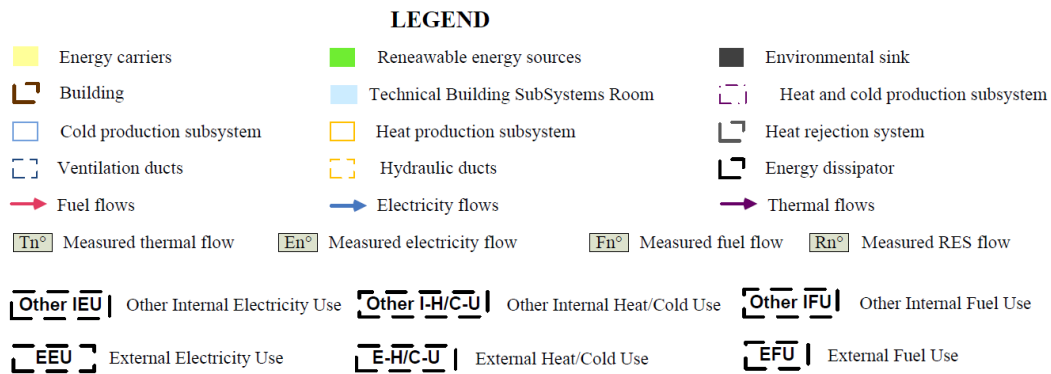 LEGEND
Energy carriers Reneawable energy sources Environmental sink
Building Technical Building SubSystems Room Heat and cold production subsystem
Cold production subsystem Heat production subsystem Heat rejection system
Ventilation ducts Hydraulic ducts Energy dissipator
Fuel flows Electricity flows Thermal flows
Tn° Measured thermal flow En° Measured electricity flow Fn° Measured fuel flow Rn° Measured RES flow
Other IEU Other Internal Electricity Use Other I-H/C-U Other Internal Heat/Cold Use Other IFU Other Internal Fuel Use
EEU External Electricity Use E-H/C-U External Heat/Cold Use EFU External Fuel Use